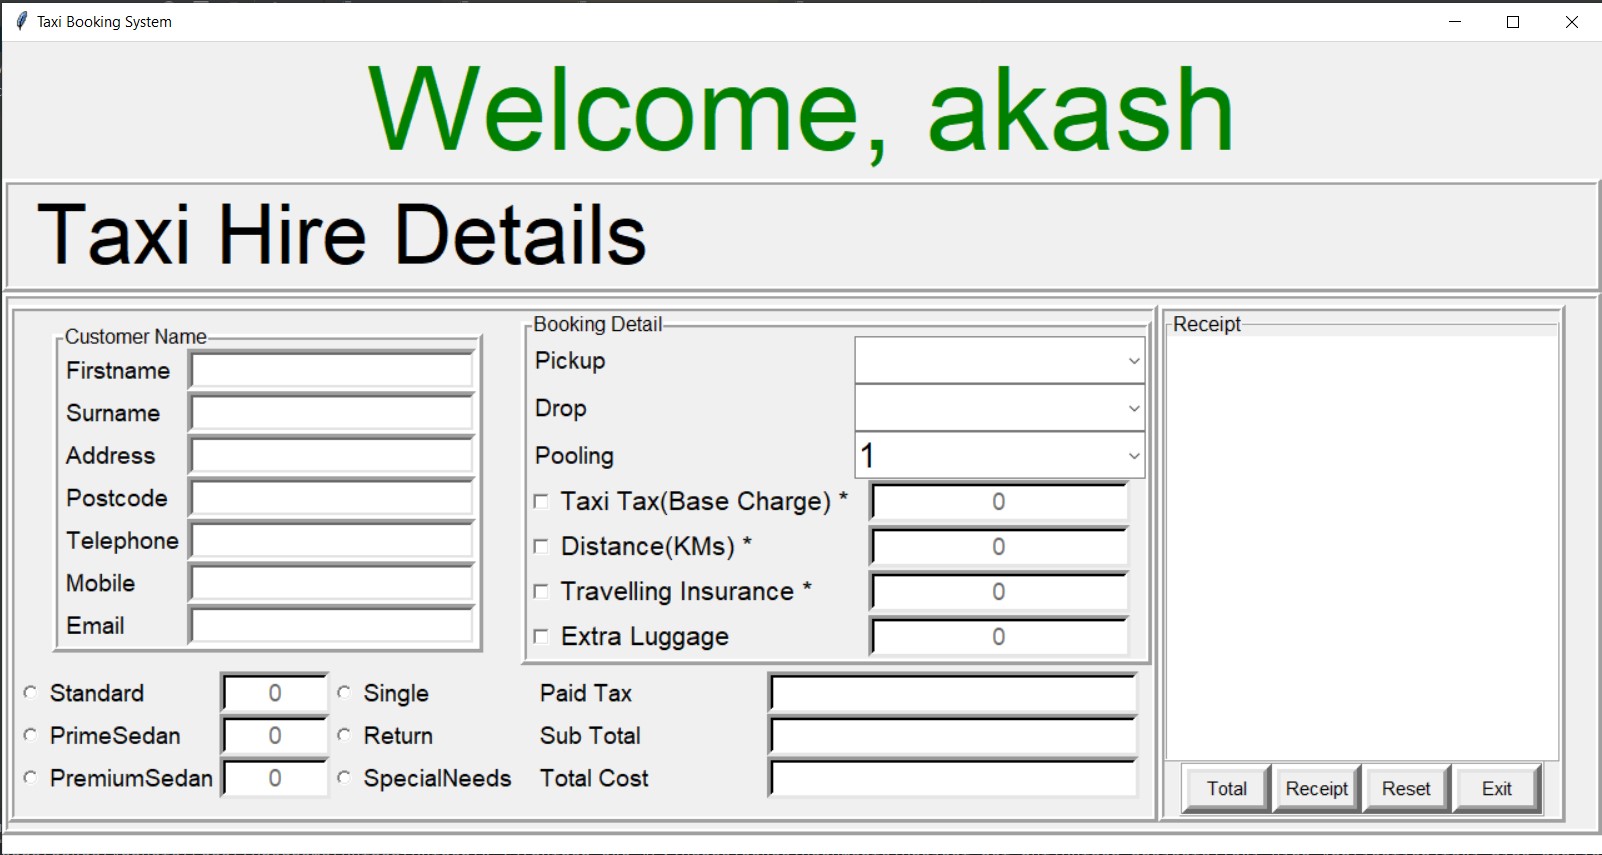 Taxi Booking System
Welcome, akash
Taxi Hire Details
Customer Name
Firstname
Surname
Address
Postcode
Telephone
Mobile
Email
Booking Detail
Pickup
Drop
Pooling 1
Taxi Tax(Base Charge) * 0
Distance(KMs) * 0
Travelling Insurance * 0
Extra Luggage 0
Standard 0 Single
PrimeSedan 0 Return
PremiumSedan 0 SpecialNeeds
Paid Tax
Sub Total
Total Cost
Receipt
Total Receipt Reset Exit